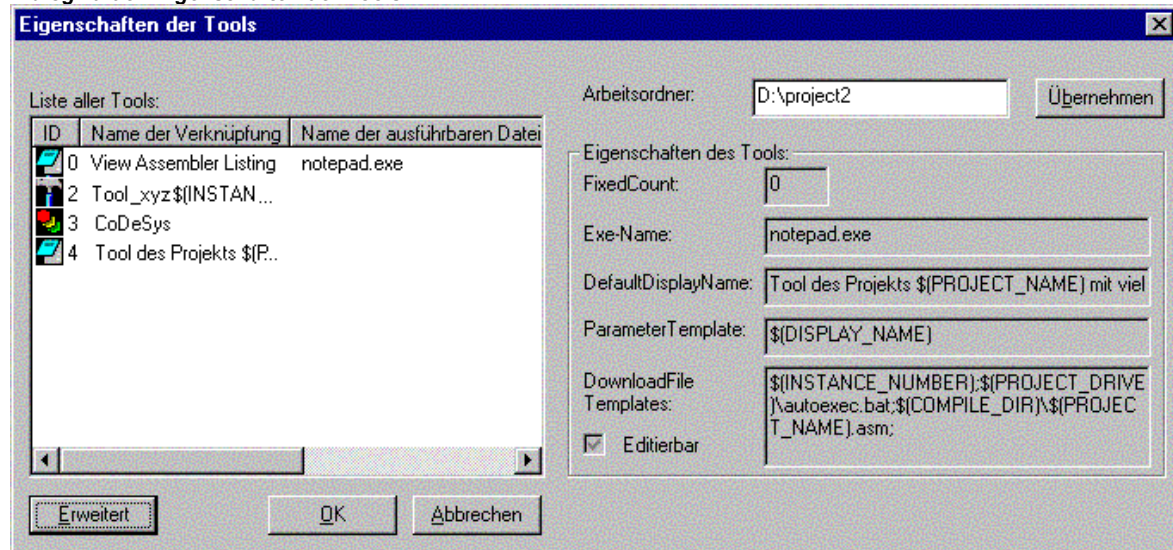 Eigenschaften der Tools
Liste aller Tools:
ID Name der Verknüpfung Name der ausführbaren Datei
0 View Assembler Listing notepad.exe
2 Tool_xyz$(INSTAN...
3 CoDeSys
4 Tool des Projekts $(P...
Erweitert
OK
Abbrechen
Arbeitsordner: D:\project2
Übernehmen
Eigenschaften des Tools:
FixedCount: 0
Exe-Name: notepad.exe
DefaultDisplayName: Tool des Projekts $(PROJECT_NAME) mit viel
ParameterTemplate: $(DISPLAY_NAME)
DownloadFile
Templates:
$(INSTANCE_NUMBER);$(PROJECT_DRIVE
)\autoexec.bat;$(COMPILE_DIR)\$(PROJEC
T_NAME).asm;
Editierbar